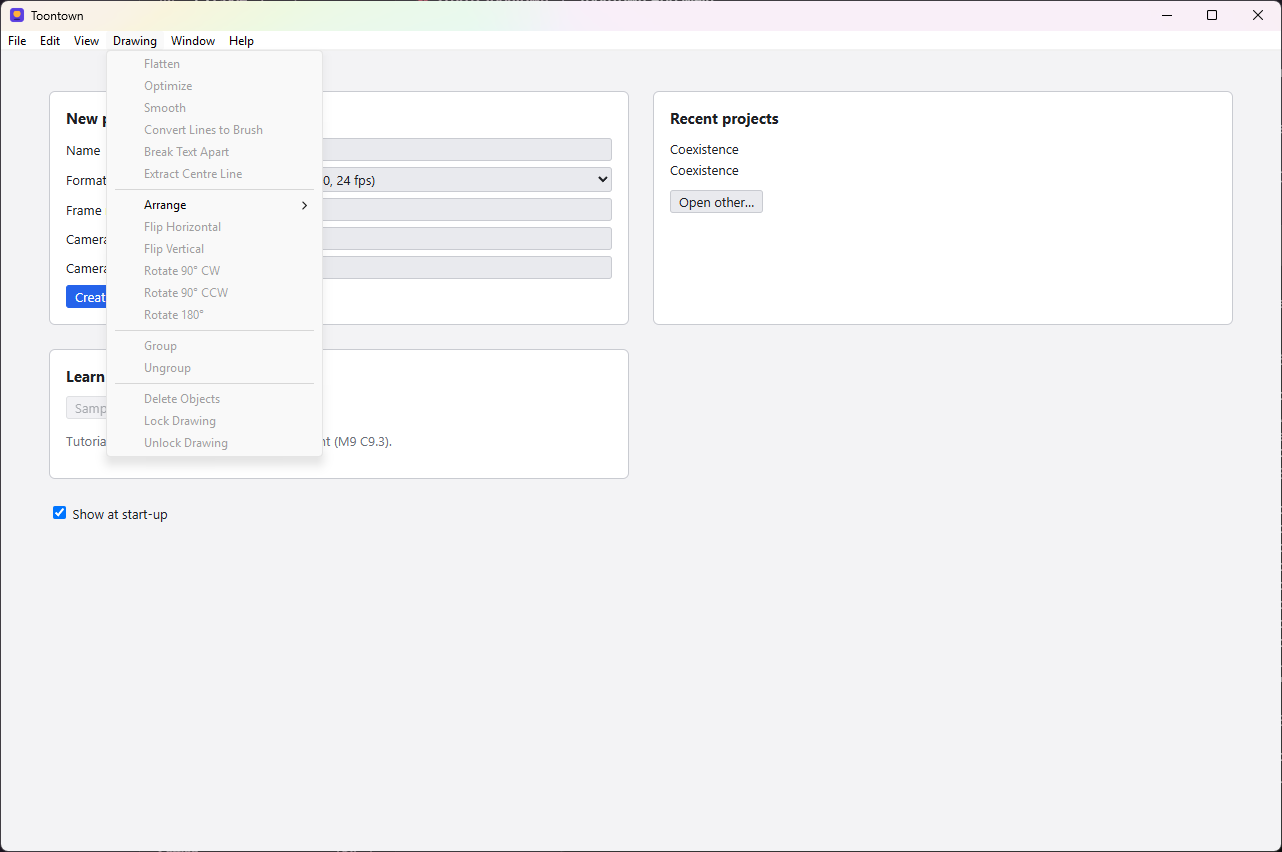 Toontown
File Edit View Drawing Window Help
Flatten
Optimize
Smooth
Convert Lines to Brush
Break Text Apart
Extract Centre Line
Arrange
Flip Horizontal
Flip Vertical
Rotate 90° CW
Rotate 90° CCW
Rotate 180°
Group
Ungroup
Delete Objects
Lock Drawing
Unlock Drawing
New
Name
Format
0, 24 fps)
Frame
Camera
Camera
Creat
Recent projects
Coexistence
Coexistence
Open other...
Learn
Samp
Tutoria
nt (M9 C9.3).
Show at start-up